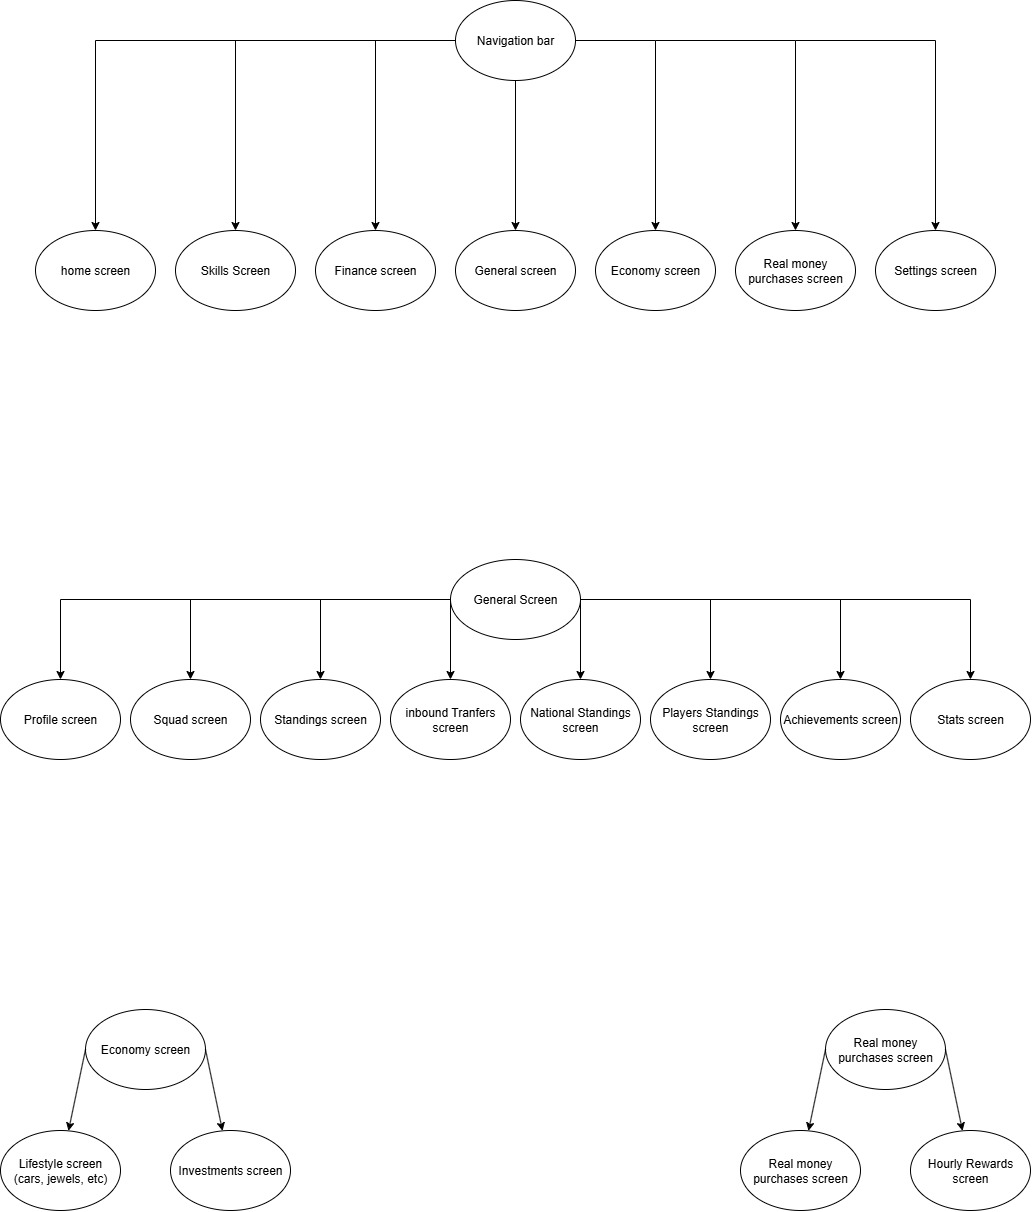 Navigation bar
home screen
Skills Screen
Finance screen
General screen
Economy screen
Real money
purchases screen
Settings screen
General Screen
Profile screen
Squad screen
Standings screen
inbound Tranfers
screen
National Standings
screen
Players Standings
screen
Achievements screen
Stats screen
Economy screen
Real money
purchases screen
Lifestyle screen
(cars, jewels, etc)
Investments screen
Real money
purchases screen
Hourly Rewards
screen